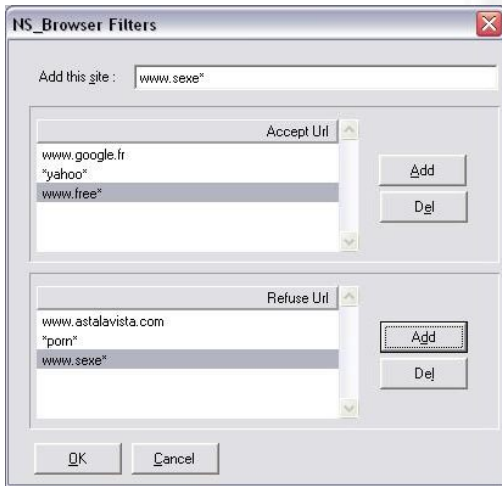 NS_Browser Filters
Add this site : www.sexe*
Accept Url
www.google.fr
*yahoo*
www.free*
Add
Del
Refuse Url
www.astalavista.com
*porn*
www.sexe*
Add
Del
OK Cancel